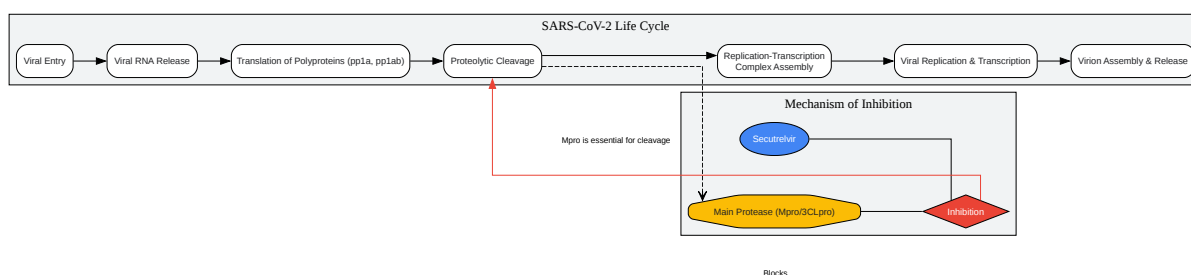 SARS-CoV-2 Life Cycle
Viral Entry
Viral RNA Release
Translation of Polyproteins (pp1a, pp1ab)
Proteolytic Cleavage
Replication-Transcription
Complex Assembly
Viral Replication & Transcription
Virion Assembly & Release
Mechanism of Inhibition
Secutrelvir
Mpro is essential for cleavage
Main Protease (Mpro/3CLpro)
Inhibition
Blocks